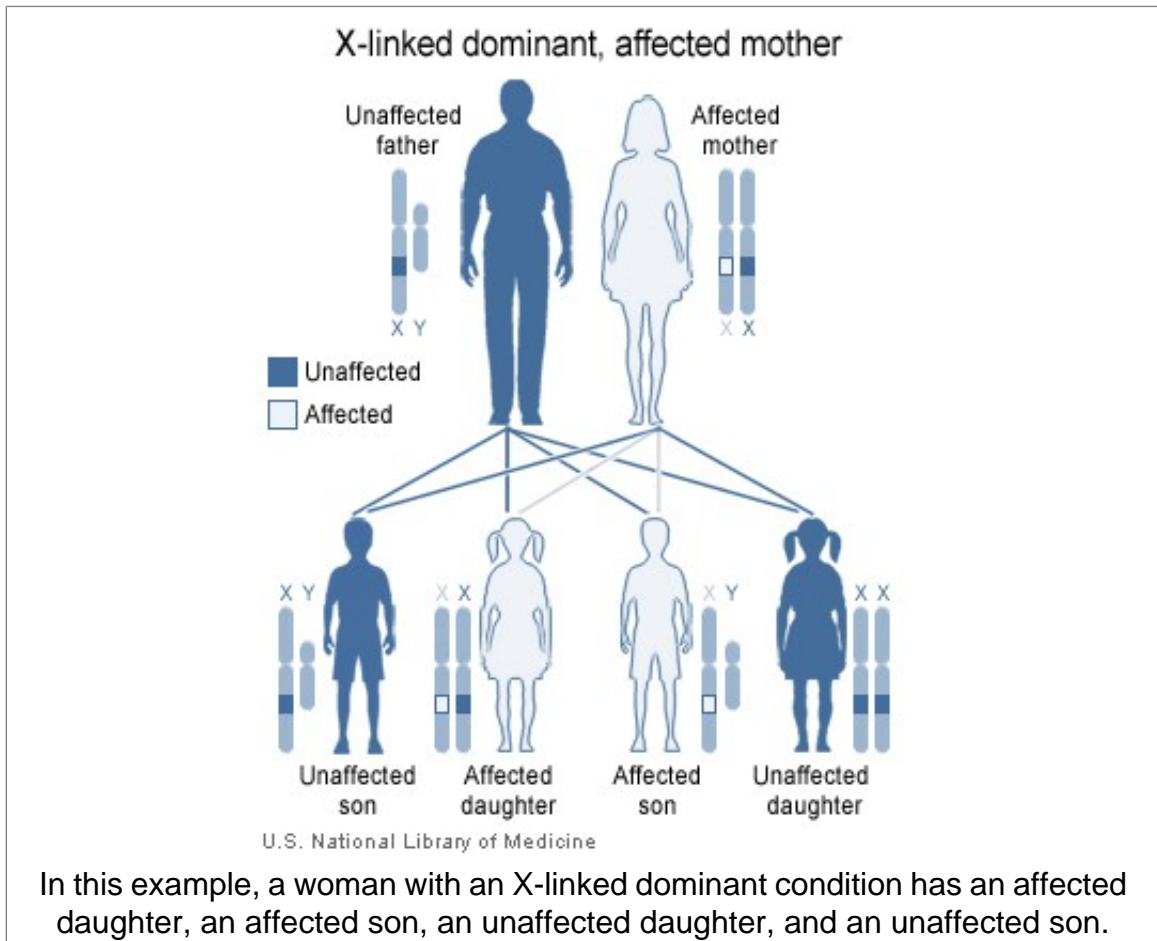 X-linked dominant, affected mother
Unaffected
father
Affected
mother
X Y
X X
Unaffected
Affected
X Y
X X
X Y
X X
Unaffected
son
Affected
daughter
Affected
son
Unaffected
daughter
U.S. National Library of Medicine
In this example, a woman with an X-linked dominant condition has an affected
daughter, an affected son, an unaffected daughter, and an unaffected son.